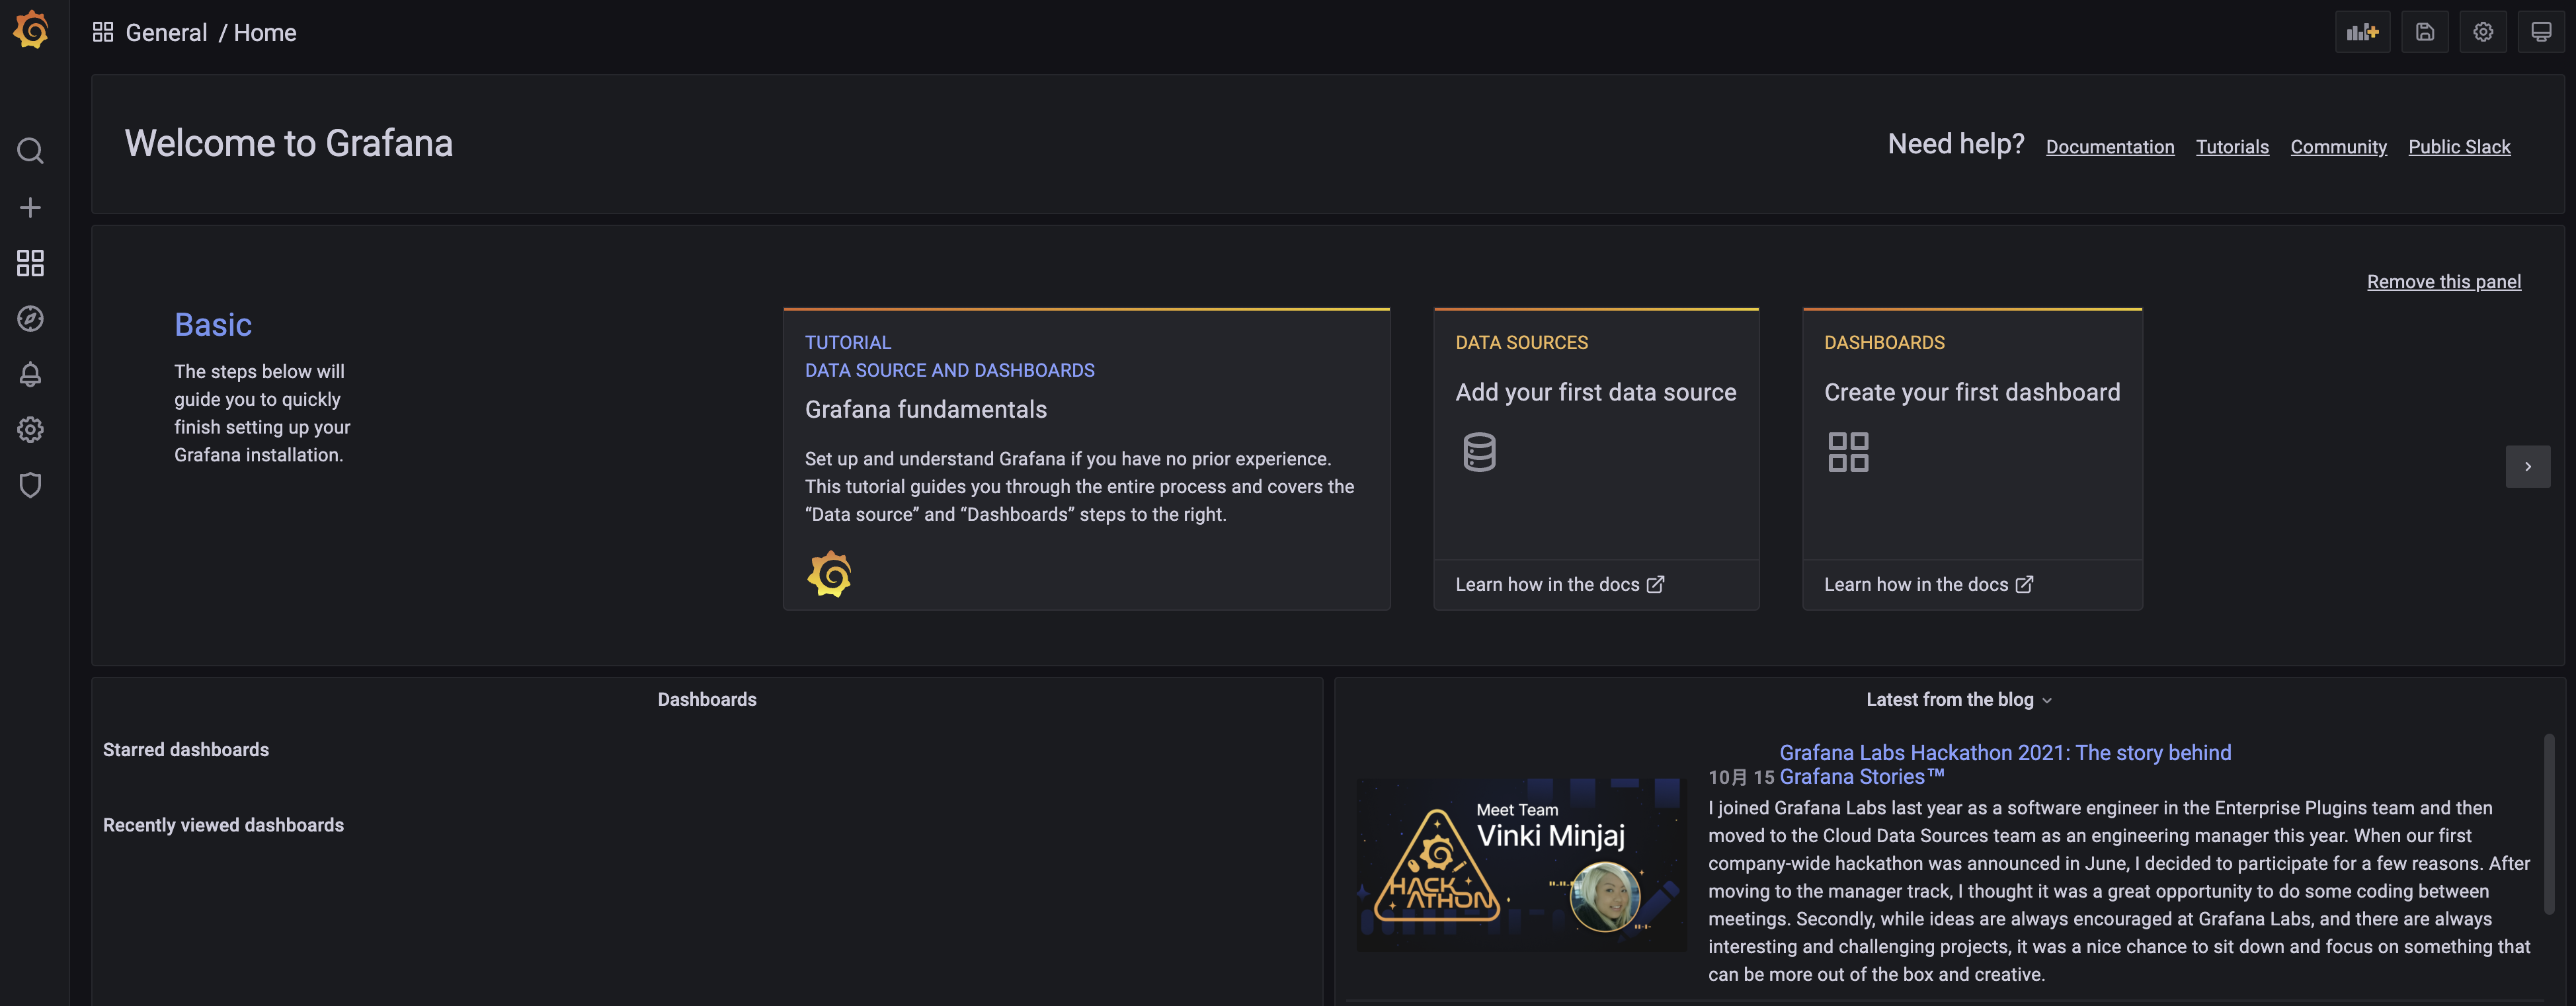 General / Home
Welcome to Grafana
Need help? Documentation Tutorials Community Public Slack
Remove this panel
Basic
The steps below will
guide you to quickly
finish setting up your
Grafana installation.
TUTORIAL
DATA SOURCE AND DASHBOARDS
Grafana fundamentals
Set up and understand Grafana if you have no prior experience.
This tutorial guides you through the entire process and covers the
“Data source” and “Dashboards” steps to the right.
DATA SOURCES
Add your first data source
Learn how in the docs
DASHBOARDS
Create your first dashboard
Learn how in the docs
Dashboards
Starred dashboards
Recently viewed dashboards
Latest from the blog
Meet Team
Vinki Minjaj
HACK
ATHON
Grafana Labs Hackathon 2021: The story behind
10月 15 Grafana Stories™
I joined Grafana Labs last year as a software engineer in the Enterprise Plugins team and then
moved to the Cloud Data Sources team as an engineering manager this year. When our first
company-wide hackathon was announced in June, I decided to participate for a few reasons. After
moving to the manager track, I thought it was a great opportunity to do some coding between
meetings. Secondly, while ideas are always encouraged at Grafana Labs, and there are always
interesting and challenging projects, it was a nice chance to sit down and focus on something that
can be more out of the box and creative.